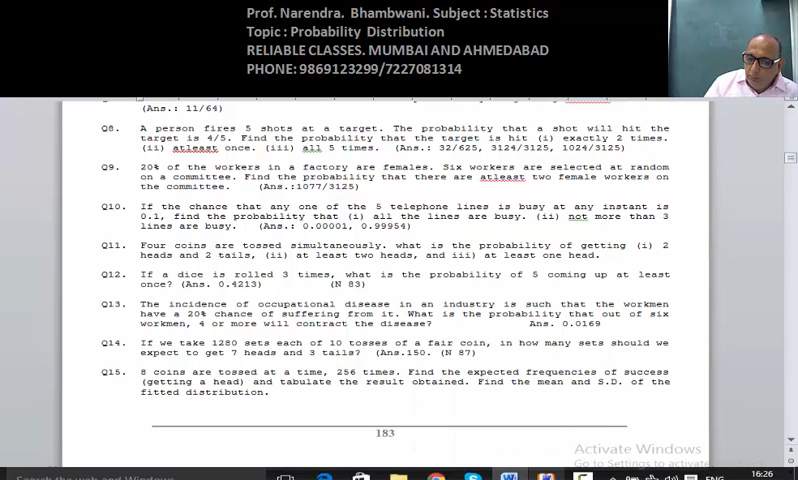 Prof. Narendra. Bhambwani. Subject : Statistics
Topic : Probability Distribution
RELIABLE CLASSES. MUMBAI AND AHMEDABAD
PHONE: 9869123299/7227081314
(Ans.: 11/64)
Q8. A person fires 5 shots at a target. The probability that a shot will hit the
target is 4/5. Find the probability that the target is hit (i) exactly 2 times.
(ii) atleast once. (iii) all 5 times. (Ans.: 32/625, 3124/3125, 1024/3125)
Q9. 20% of the workers in a factory are females. Six workers are selected at random
on a committee. Find the probability that there are atleast two female workers on
the committee. (Ans.:1077/3125)
Q10. If the chance that any one of the 5 telephone lines is busy at any instant is
0.1, find the probability that (i) all the lines are busy. (ii) not more than 3
lines are busy. (Ans.: 0.00001, 0.99954)
Q11. Four coins are tossed simultaneously. what is the probability of getting (i) 2
heads and 2 tails, (ii) at least two heads, and iii) at least one head.
Q12. If a dice is rolled 3 times, what is the probability of 5 coming up at least
once? (Ans. 0.4213) (N 83)
Q13. The incidence of occupational disease in an industry is such that the workmen
have a 20% chance of suffering from it. What is the probability that out of six
workmen, 4 or more will contract the disease? Ans. 0.0169
Q14. If we take 1280 sets each of 10 tosses of a fair coin, in how many sets should we
expect to get 7 heads and 3 tails? (Ans.150. (N 87)
Q15. 8 coins are tossed at a time, 256 times. Find the expected frequencies of success
(getting a head) and tabulate the result obtained. Find the mean and S.D. of the
fitted distribution.
183
Activate Windows
Go to Settings to activate
Search the web and Windows
ENG
16:26